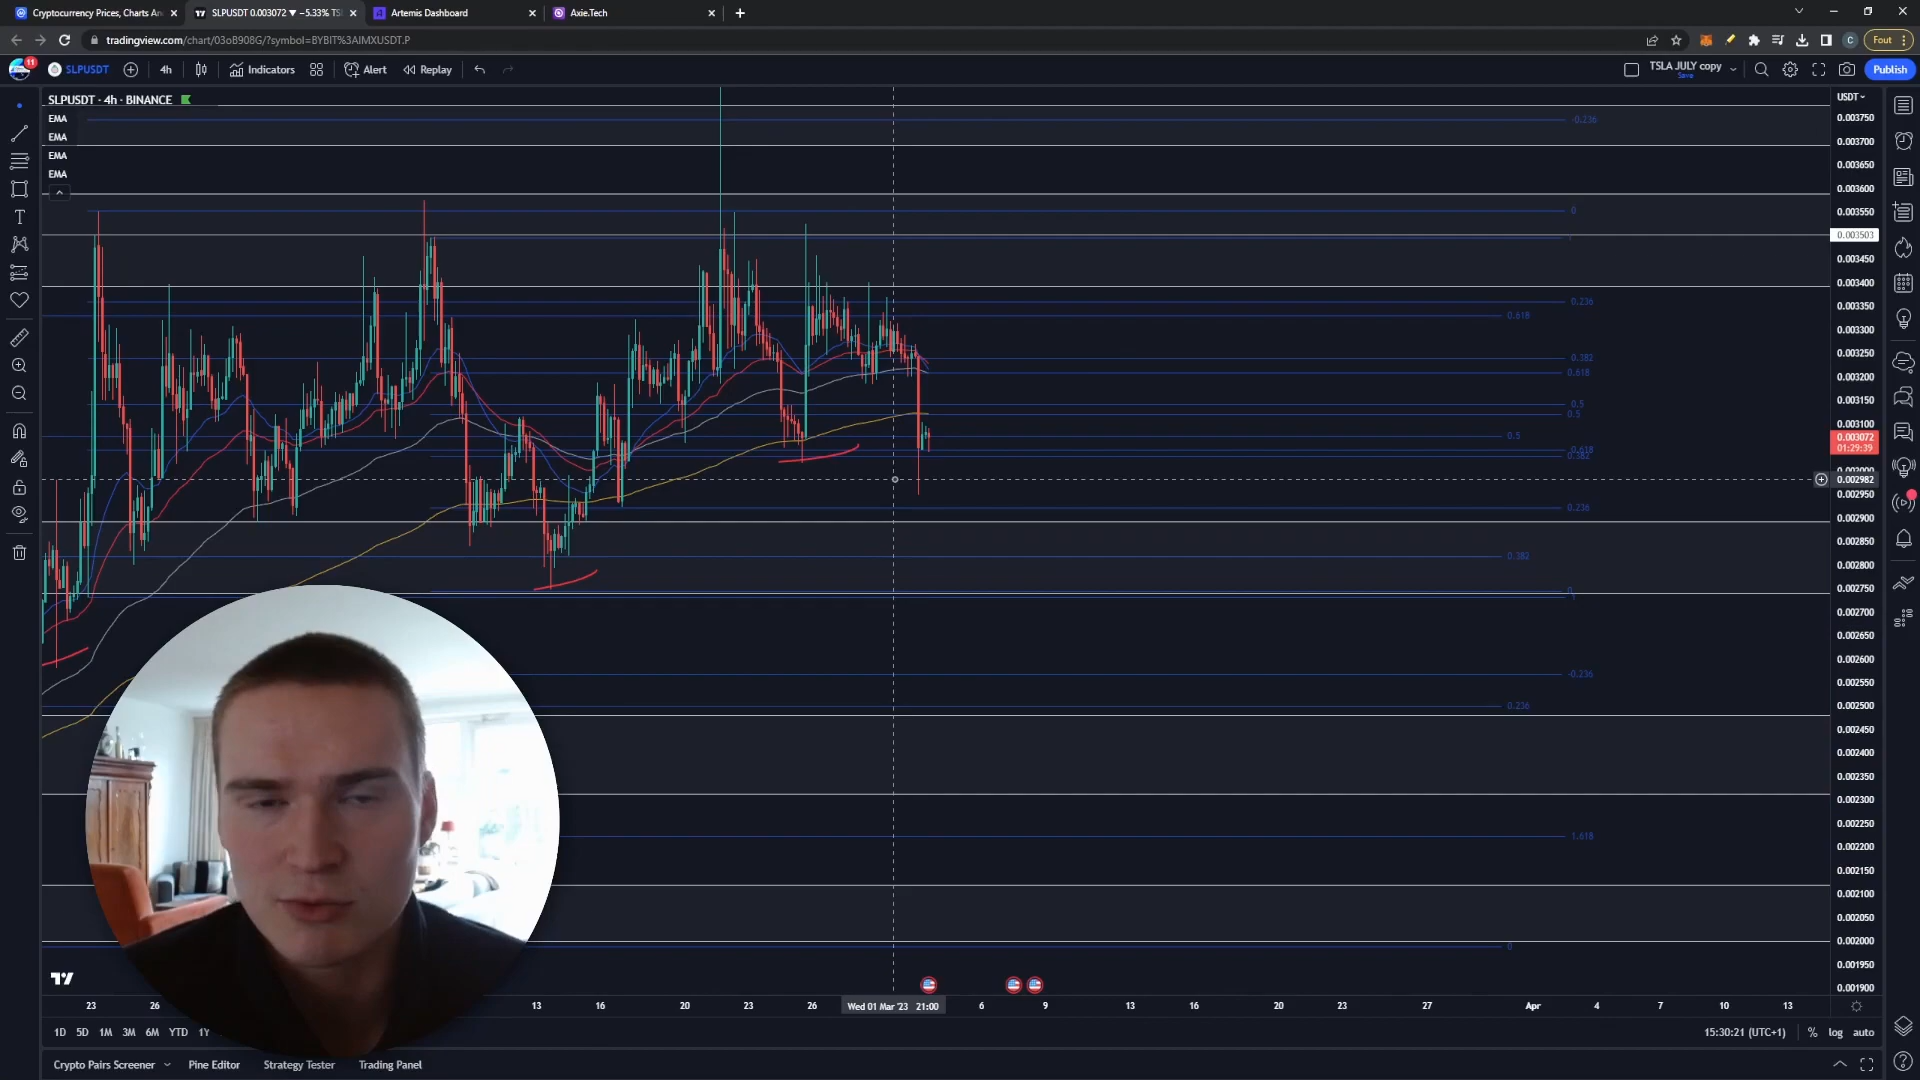 Cryptocurrency Prices, Charts An
SLPUSDT 0.003072 ▼ −5.33% TSL
Artemis Dashboard
Axie.Tech
tradingview.com/chart/03oB908G/?symbol=BYBIT%3AIMXUSDT.P
C
Fout
11
SLPUSDT
4h
Indicators
Alert
Replay
TSLA JULY copy
Save
Publish
SLPUSDT · 4h · BINANCE
EMA
EMA
EMA
EMA
USDT
0.003750
0.003700
0.003650
0.003600
0.003550
0.003503
0.003450
0.003400
0.003350
0.003300
0.003250
0.003200
0.003150
0.003100
0.003072
01:29:39
0.002982
0.002950
0.002900
0.002850
0.002800
0.002750
0.002700
0.002650
0.002600
0.002550
0.002500
0.002450
0.002400
0.002350
0.002300
0.002250
0.002200
0.002150
0.002100
0.002050
0.002000
0.001950
0.001900
-0.236
0
0.236
0.618
0.382
0.618
0.5
0.5
0.5
0.618
0.382
0.236
0.382
-0.236
0.236
1.618
0
23
26
13
16
20
23
26
Wed 01 Mar '23 21:00
6
9
13
16
20
23
27
Apr
4
7
10
13
1D
5D
1M
3M
6M
YTD
1Y
15:30:21 (UTC+1)
%
log
auto
Crypto Pairs Screener
Pine Editor
Strategy Tester
Trading Panel